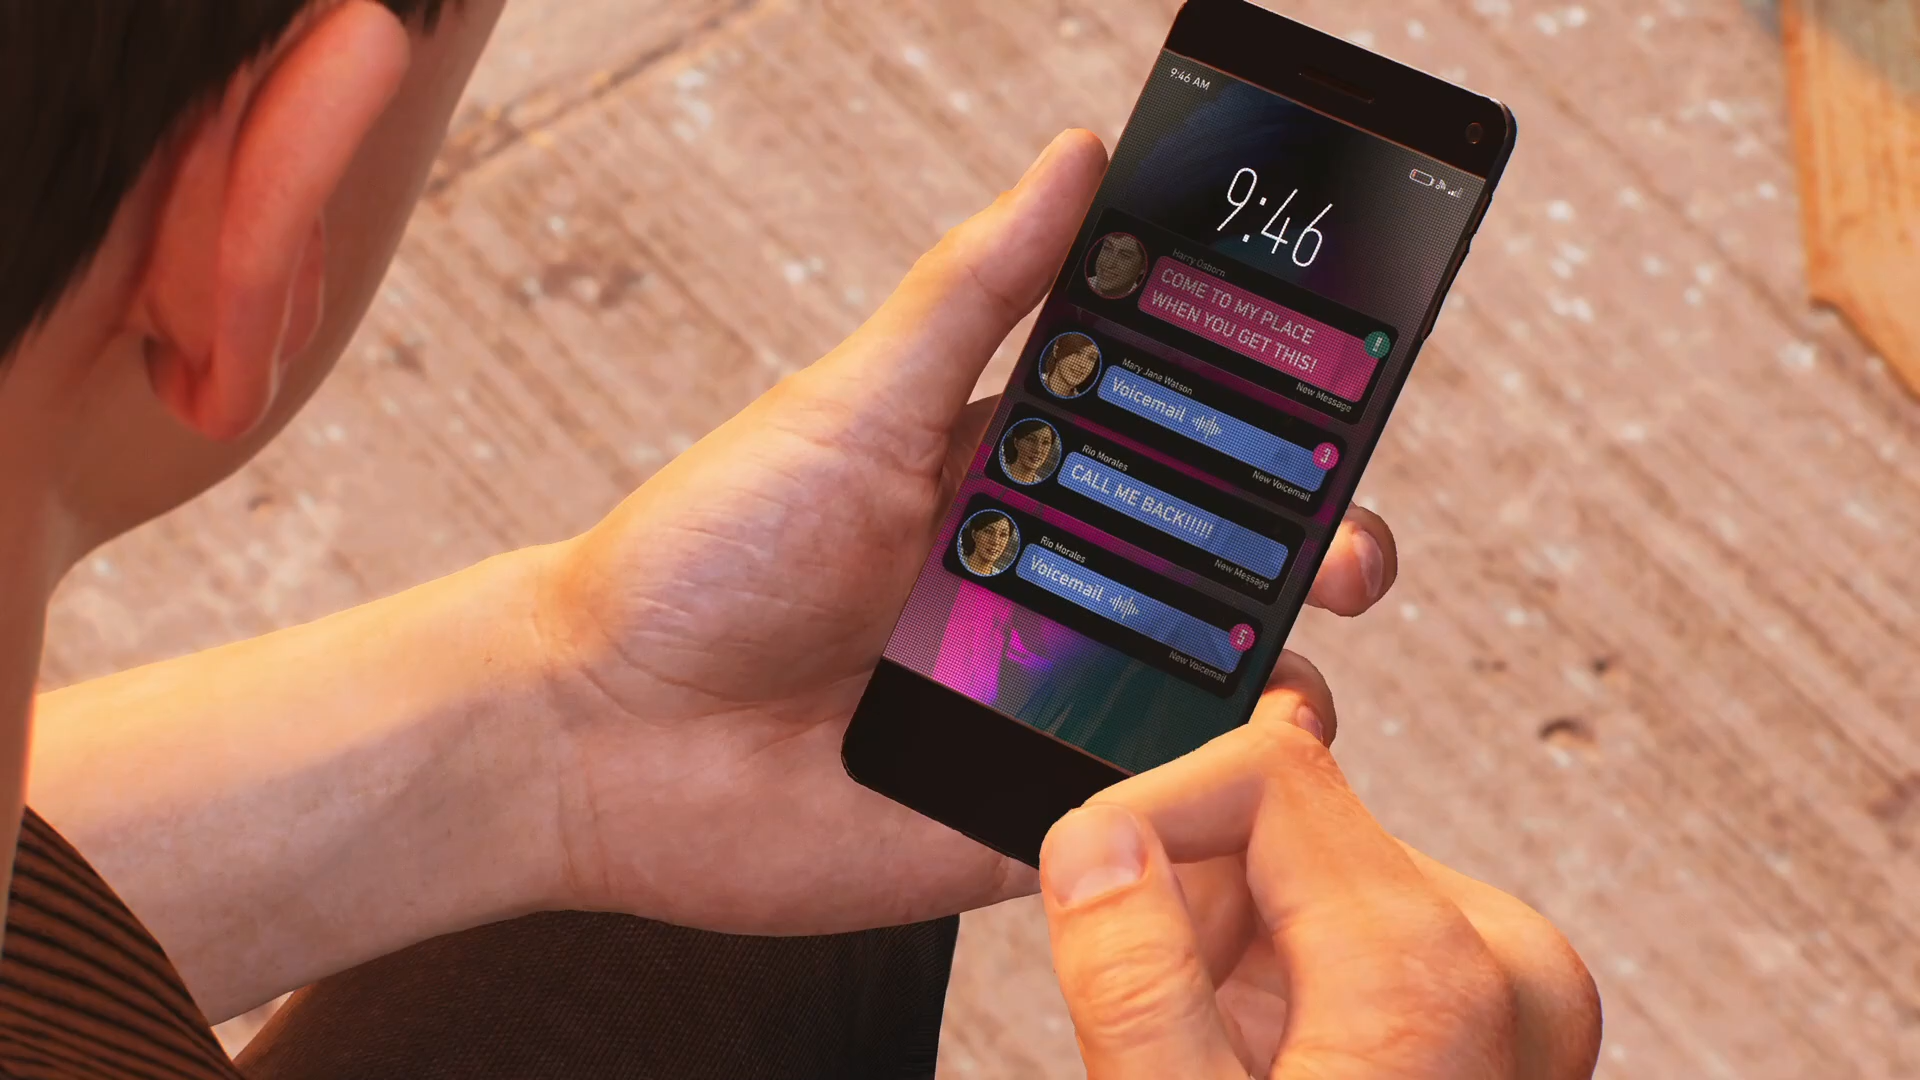 9:46 AM
9:46
Harry Osborn
COME TO MY PLACE
WHEN YOU GET THIS!
!
New Message
Mary Jane Watson
Voicemail
3
New Voicemail
Rio Morales
CALL ME BACK!!!!!
New Message
Rio Morales
Voicemail
5
New Voicemail